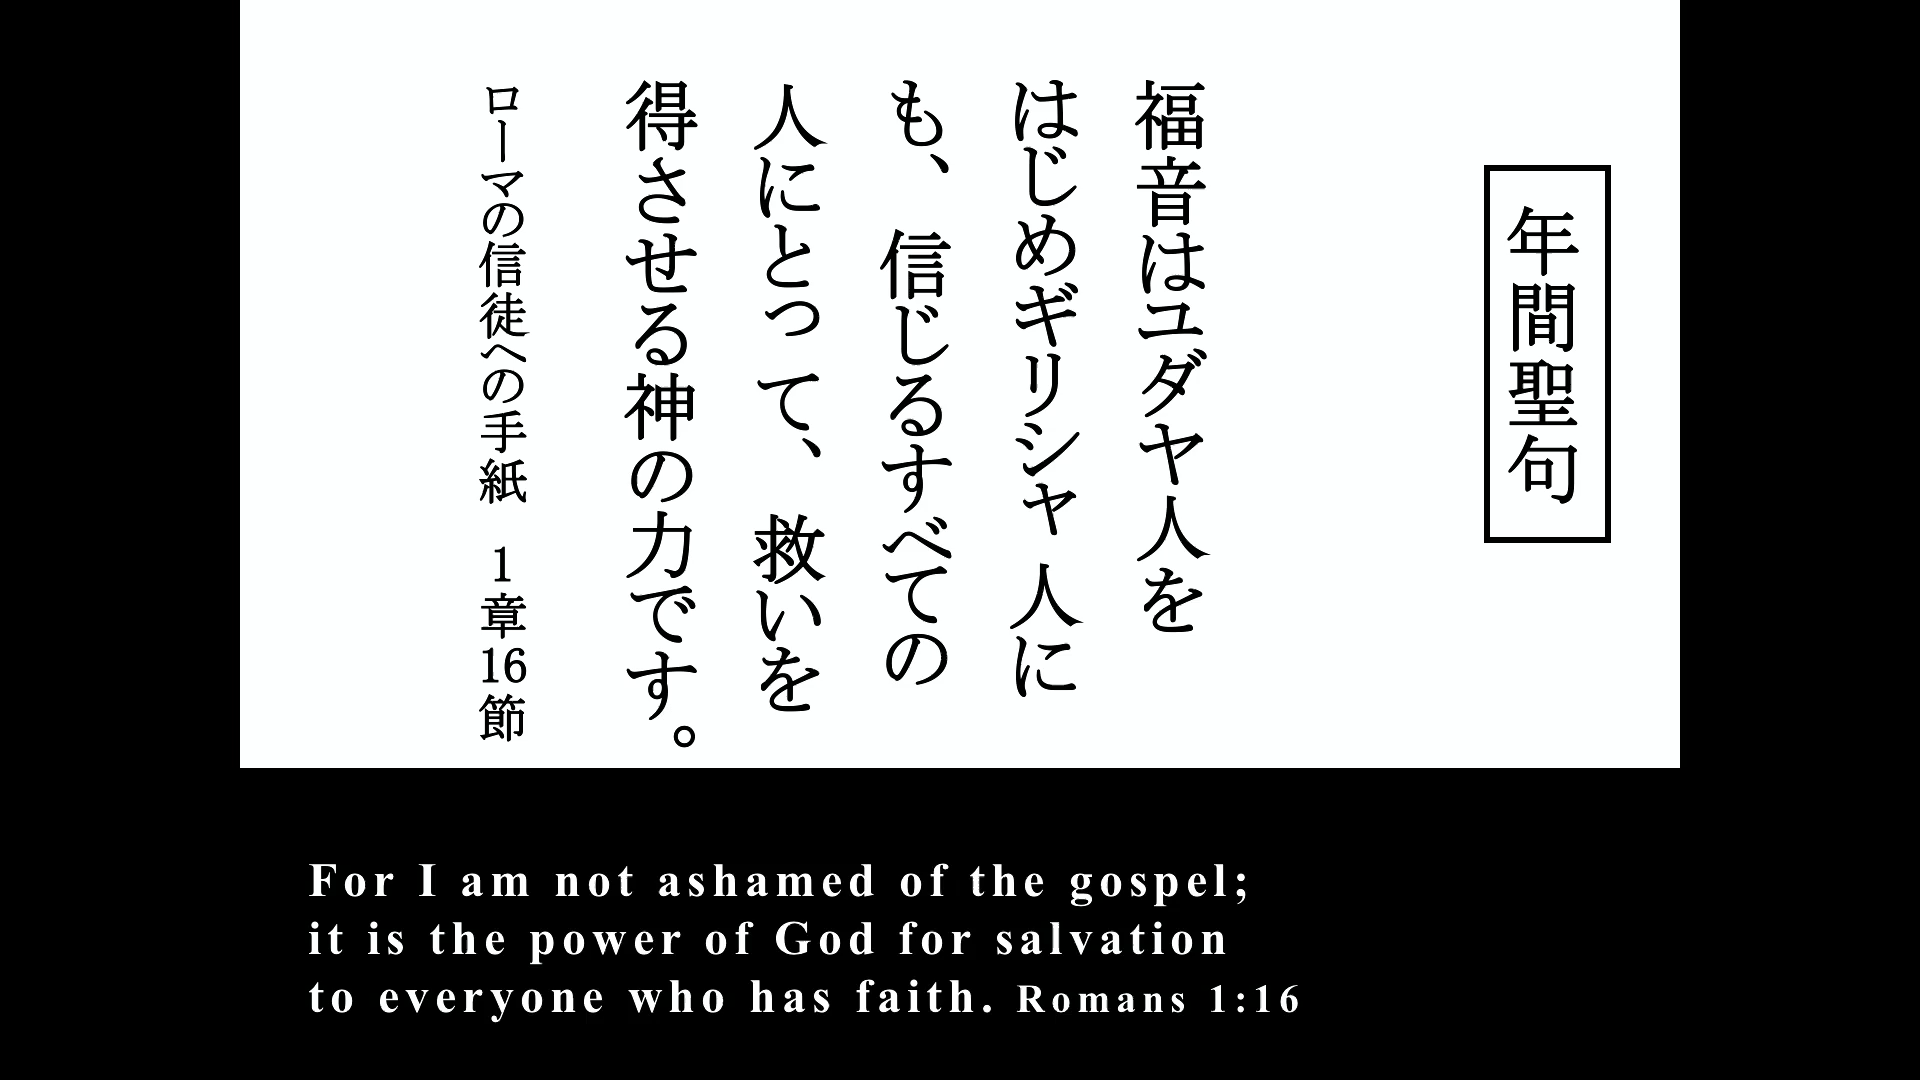 年間聖句
福音はユダヤ人を
はじめギリシャ人に
も、信じるすべての
人にとって、救いを
得させる神の力です。
ローマの信徒への手紙　1章16節
For I am not ashamed of the gospel;
it is the power of God for salvation
to everyone who has faith. Romans 1:16